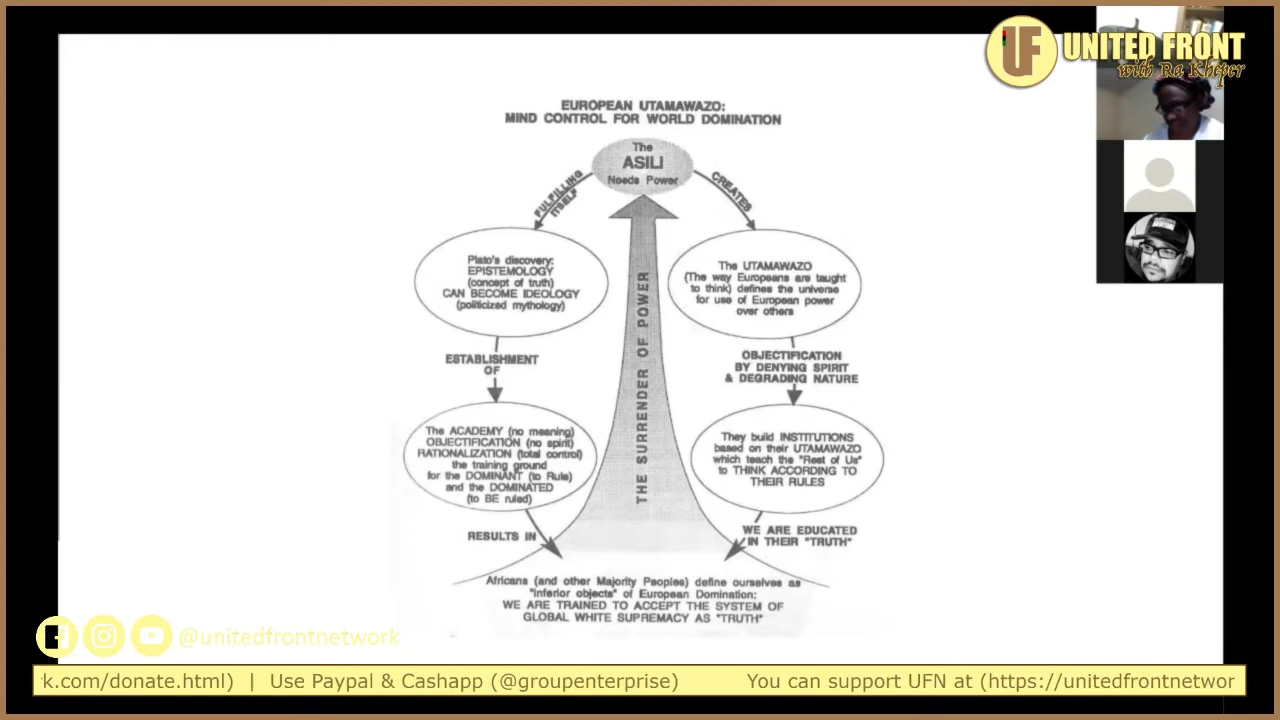 UF
UNITED FRONT
with Ra Kheper
EUROPEAN UTAMAWAZO:
MIND CONTROL FOR WORLD DOMINATION
The
ASILI
Needs Power
FULFILLING
ITSELF
CREATES
Plato's discovery:
EPISTEMOLOGY
(concept of truth)
CAN BECOME IDEOLOGY
(politicized mythology)
The UTAMAWAZO
(The way Europeans are taught
to think) defines the universe
for use of European power
over others
ESTABLISHMENT
OF
OBJECTIFICATION
BY DENYING SPIRIT
& DEGRADING NATURE
THE SURRENDER OF POWER
The ACADEMY (no meaning)
OBJECTIFICATION (no spirit)
RATIONALIZATION (total control)
the training ground
for the DOMINANT (to Rule)
and the DOMINATED
(to BE ruled)
They build INSTITUTIONS
based on their UTAMAWAZO
which teach the "Rest of Us"
to THINK ACCORDING TO
THEIR RULES
RESULTS IN
WE ARE EDUCATED
IN THEIR "TRUTH"
Africans (and other Majority Peoples) define ourselves as
"inferior objects" of European Domination:
WE ARE TRAINED TO ACCEPT THE SYSTEM OF
GLOBAL WHITE SUPREMACY AS "TRUTH"
@unitedfrontnetwork
k.com/donate.html) | Use Paypal & Cashapp (@groupenterprise) You can support UFN at (https://unitedfrontnetwor